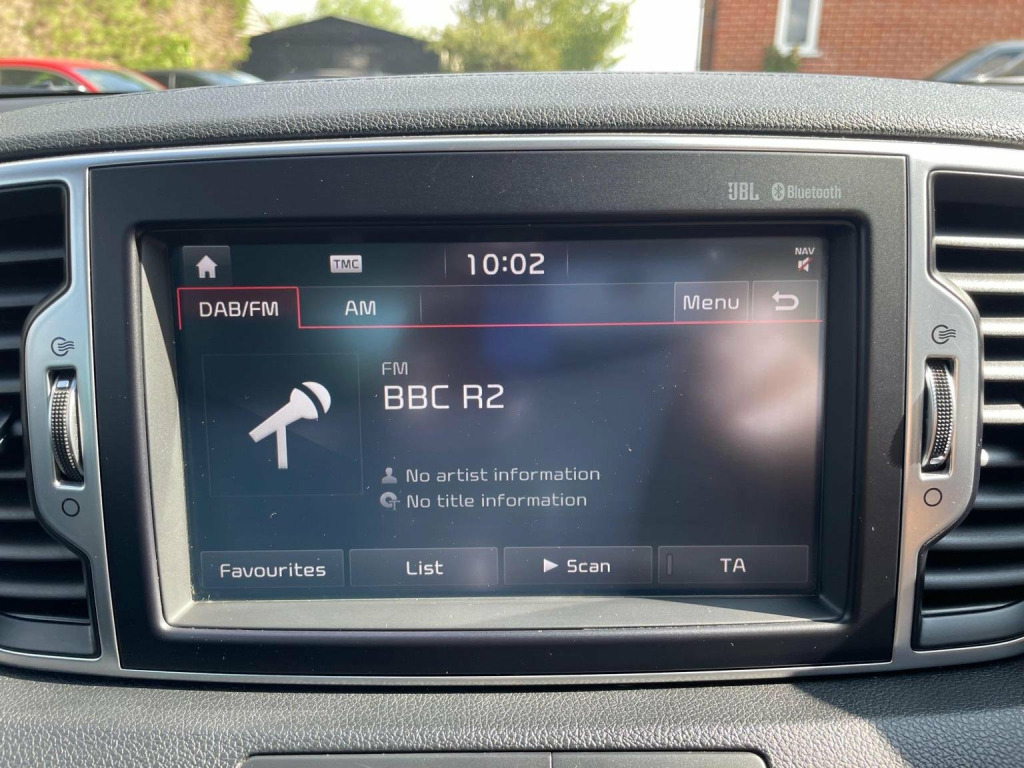 JBL Bluetooth
TMC 10:02 NAV
DAB/FM AM Menu
FM
BBC R2
No artist information
No title information
Favourites List Scan TA